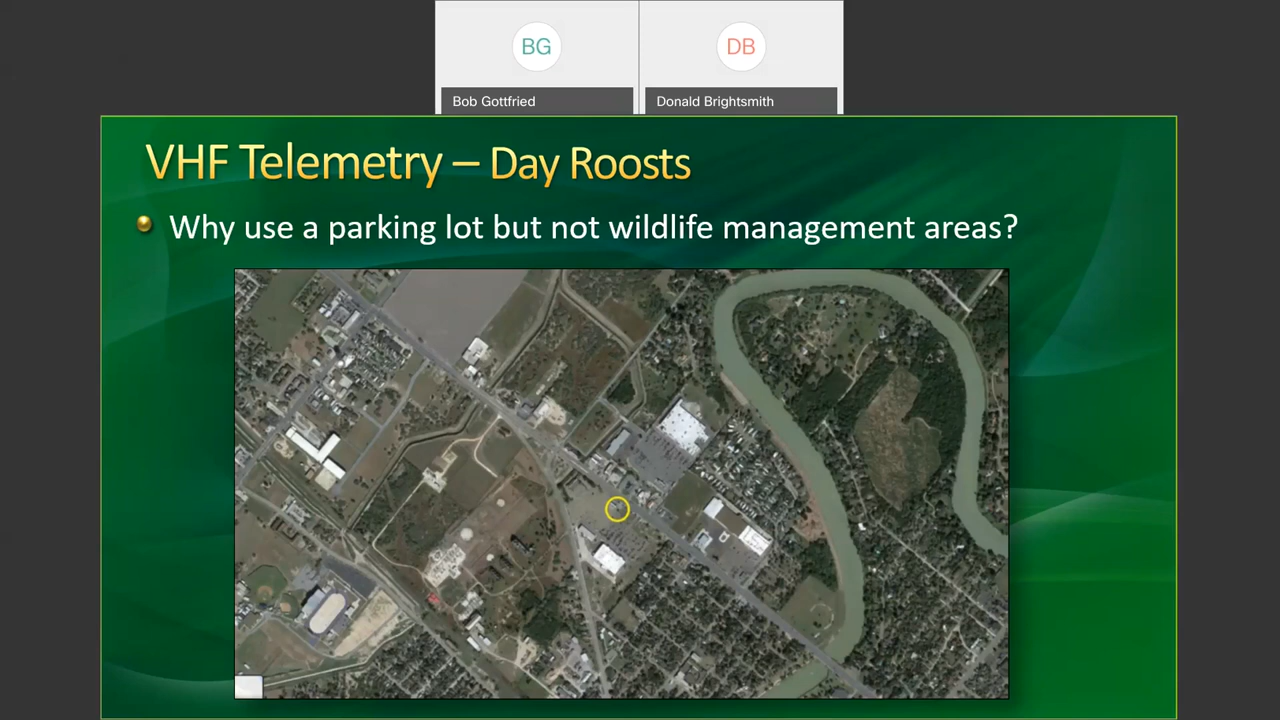 BG
DB
Bob Gottfried
Donald Brightsmith
VHF Telemetry – Day Roosts
Why use a parking lot but not wildlife management areas?